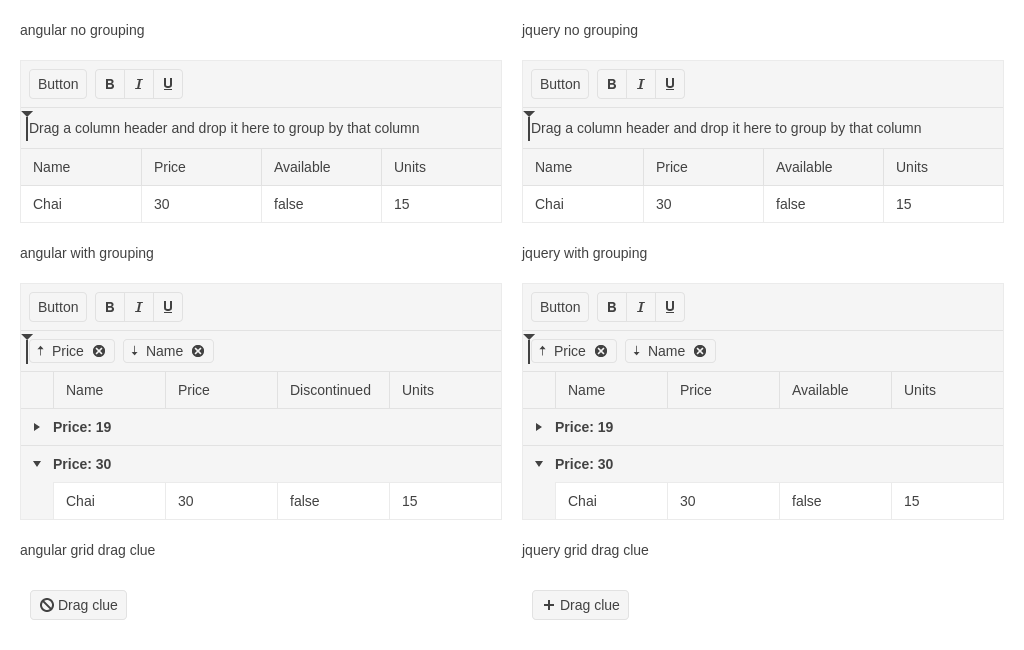 angular no grouping
jquery no grouping
Button B I U
Button B I U
Drag a column header and drop it here to group by that column
Drag a column header and drop it here to group by that column
Name Price Available Units
Name Price Available Units
Chai 30 false 15
Chai 30 false 15
angular with grouping
jquery with grouping
Button B I U
Button B I U
Price Name
Price Name
Name Price Discontinued Units
Name Price Available Units
Price: 19
Price: 19
Price: 30
Price: 30
Chai 30 false 15
Chai 30 false 15
angular grid drag clue
jquery grid drag clue
Drag clue
Drag clue